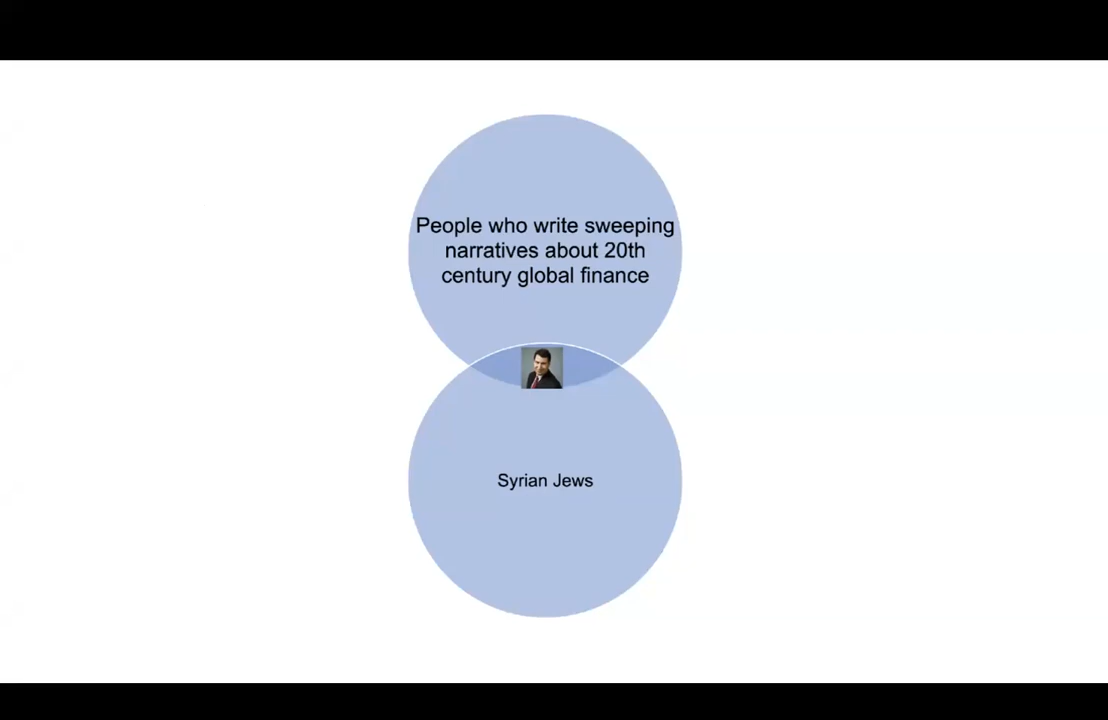 People who write sweeping
narratives about 20th
century global finance
Syrian Jews